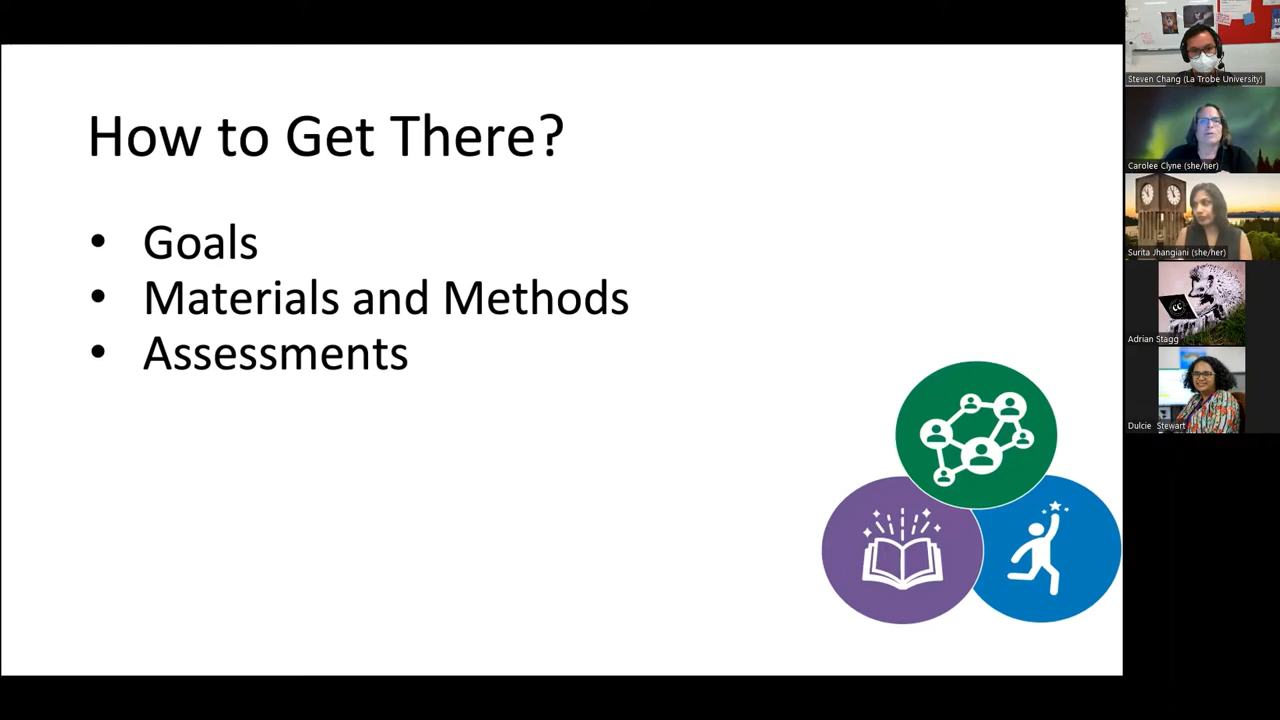 How to Get There?
• Goals
• Materials and Methods
• Assessments
Steven Chang (La Trobe University)
Carolee Clyne (she/her)
Surita Jhangiani (she/her)
Adrian Stagg
Dulcie Stewart